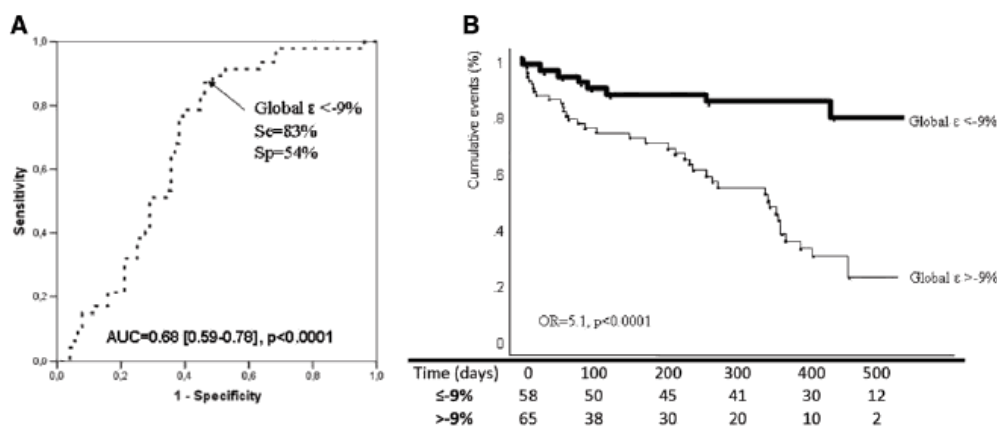 A
1,0
0,8
0,6
0,4
0,2
0,0
0,0 0,2 0,4 0,6 0,8 1,0
Sensitivity
1 - Specificity
Global ε <-9%
Se=83%
Sp=54%
AUC=0.68 [0.59-0.78], p<0.0001
B
Cumulative events (%)
1
.8
.6
.4
.2
0
Global ε <-9%
Global ε >-9%
OR=5.1, p<0.0001
Time (days) 0 100 200 300 400 500
≤-9% 58 50 45 41 30 12
>-9% 65 38 30 20 10 2